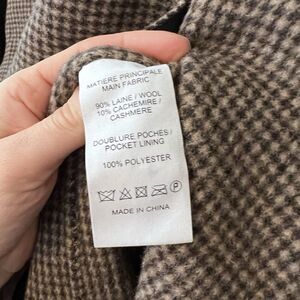 MATIERE PRINCIPALE
MAIN FABRIC
90% LAINE / WOOL
10% CACHEMIRE /
CASHMERE
DOUBLURE POCHES /
POCKET LINING
100% POLYESTER
P
MADE IN CHINA